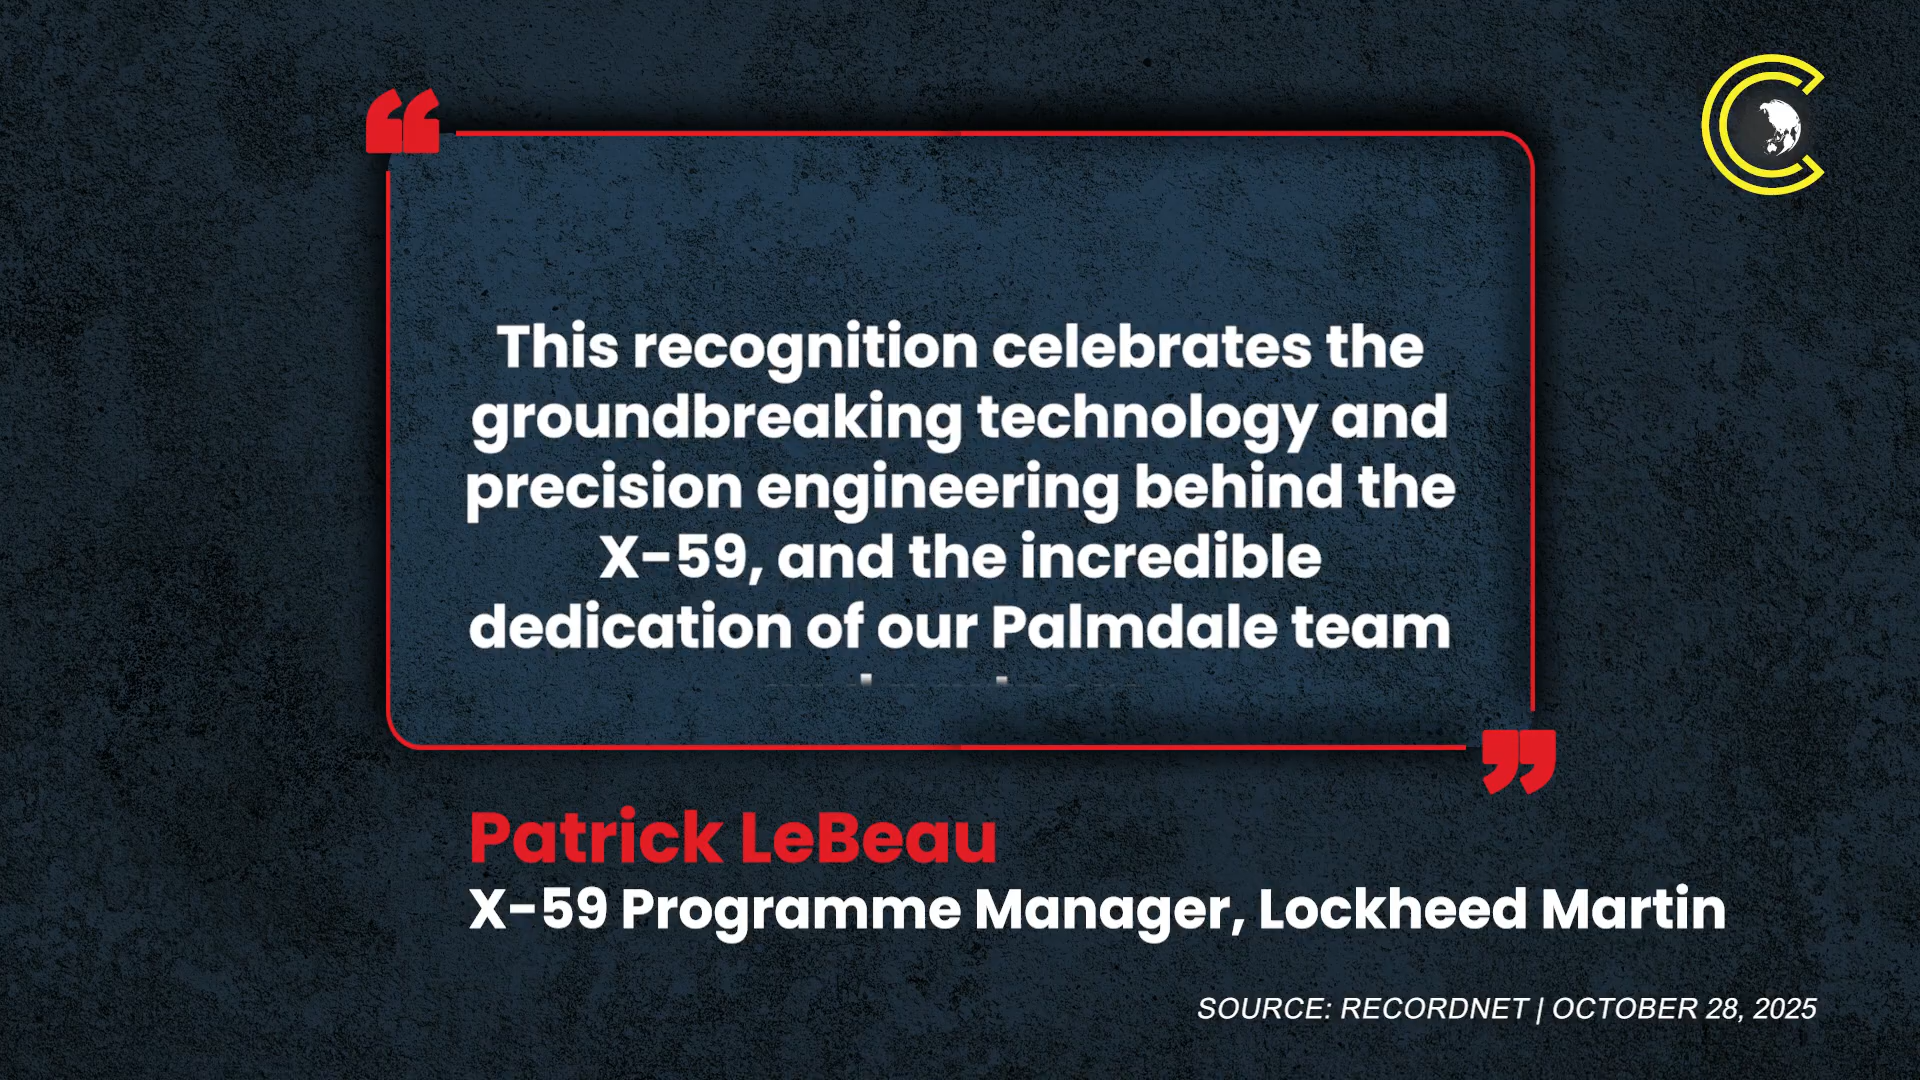 This recognition celebrates the
groundbreaking technology and
precision engineering behind the
X-59, and the incredible
dedication of our Palmdale team
Patrick LeBeau
X-59 Programme Manager, Lockheed Martin
SOURCE: RECORDNET | OCTOBER 28, 2025